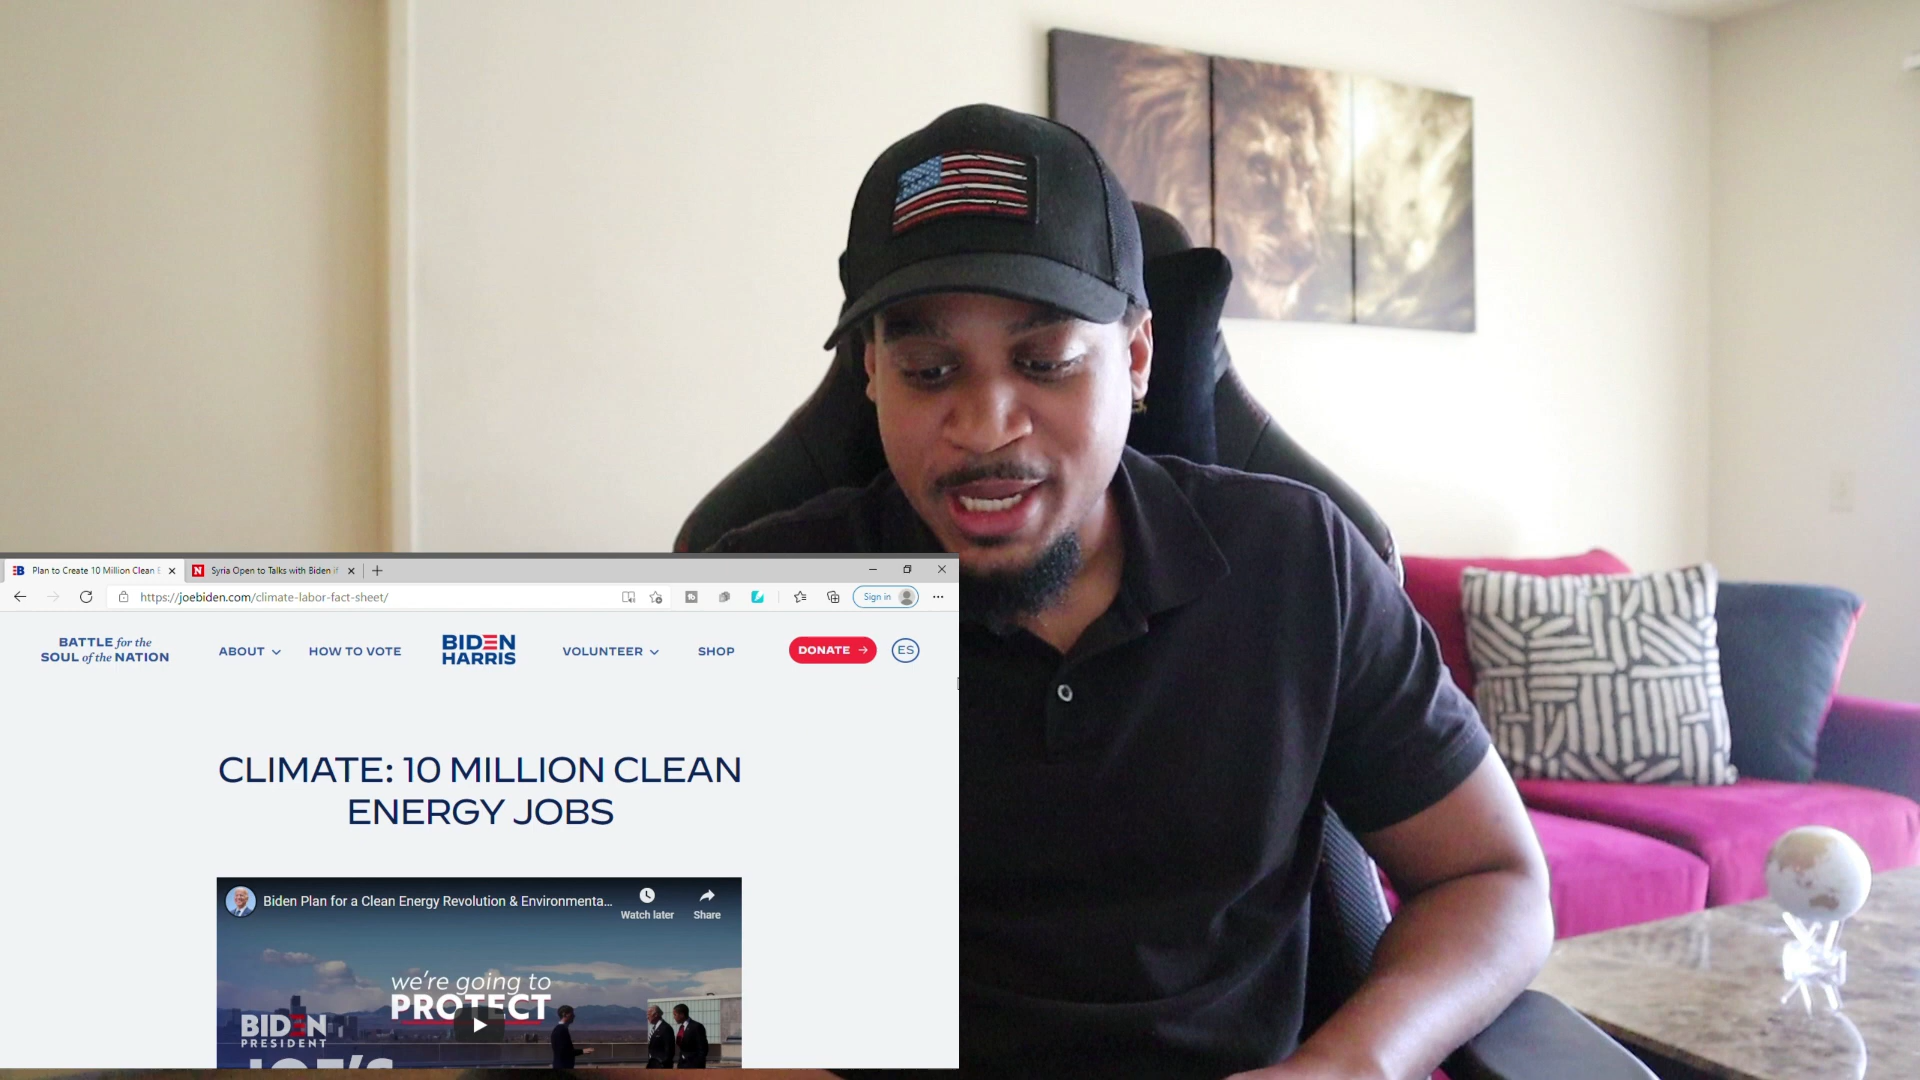 Plan to Create 10 Million Clean E
Syria Open to Talks with Biden if
https://joebiden.com/climate-labor-fact-sheet/
Sign in
BATTLE for the
SOUL of the NATION
ABOUT
HOW TO VOTE
BIDEN
HARRIS
VOLUNTEER
SHOP
DONATE
ES
CLIMATE: 10 MILLION CLEAN
ENERGY JOBS
Biden Plan for a Clean Energy Revolution & Environmenta...
Watch later
Share
we're going to
PROTECT
BIDEN
PRESIDENT
JOE'S